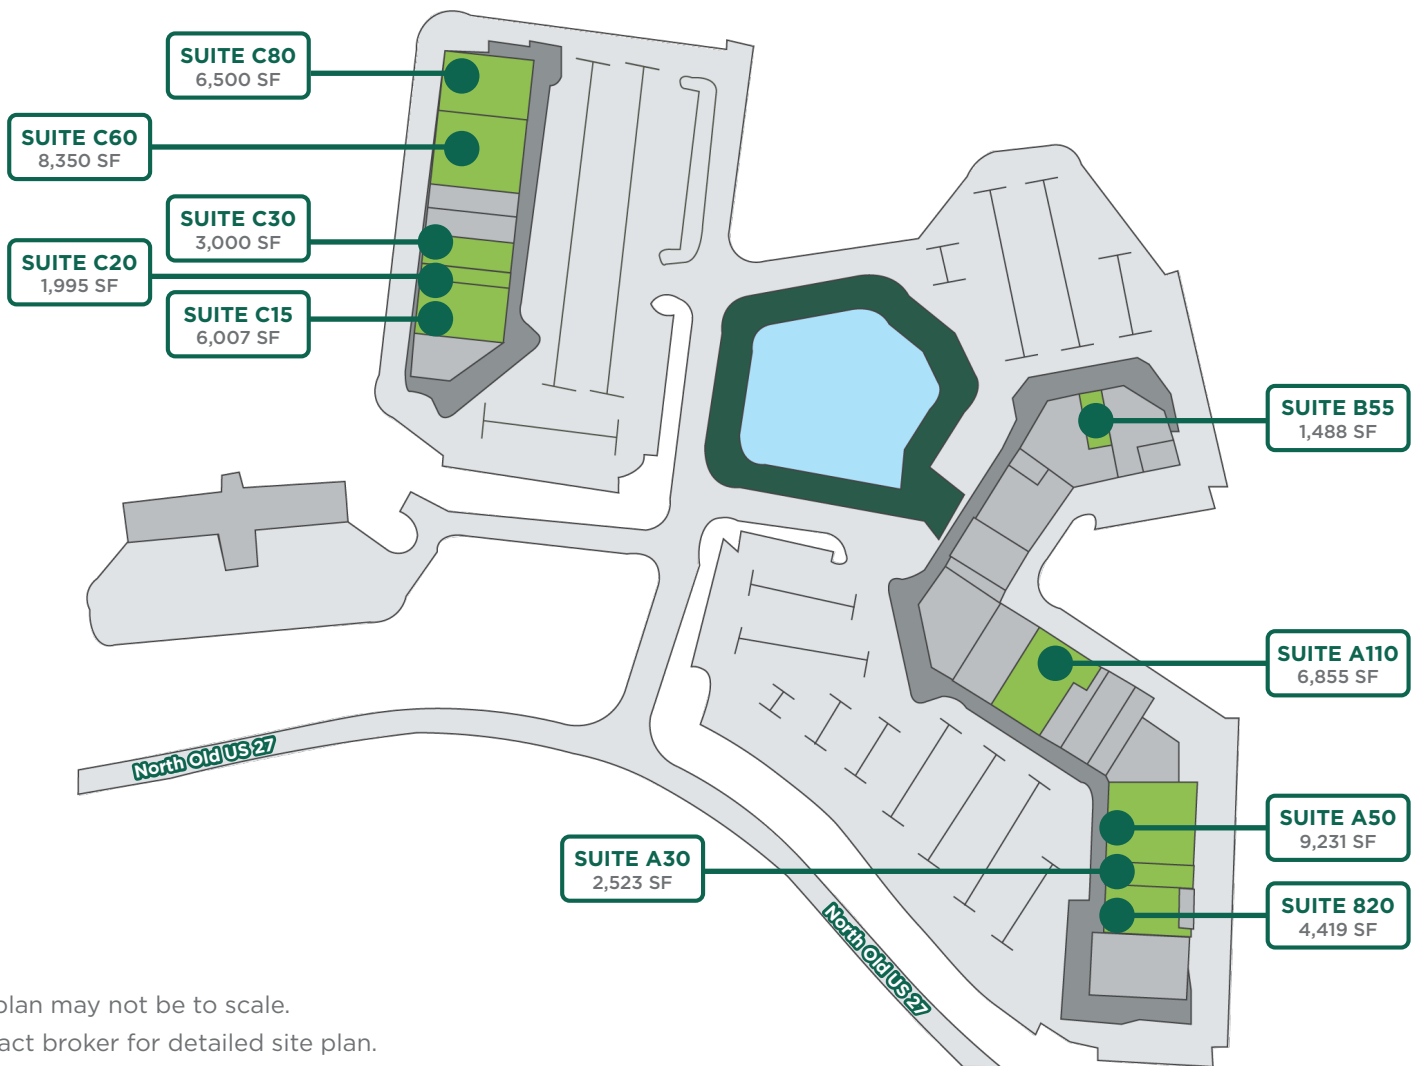 SUITE C80
6,500 SF
SUITE C60
8,350 SF
SUITE C30
3,000 SF
SUITE C20
1,995 SF
SUITE C15
6,007 SF
SUITE B55
1,488 SF
SUITE A110
6,855 SF
SUITE A50
9,231 SF
SUITE A30
2,523 SF
SUITE 820
4,419 SF
North Old US 27
North Old US 27
plan may not be to scale.
act broker for detailed site plan.